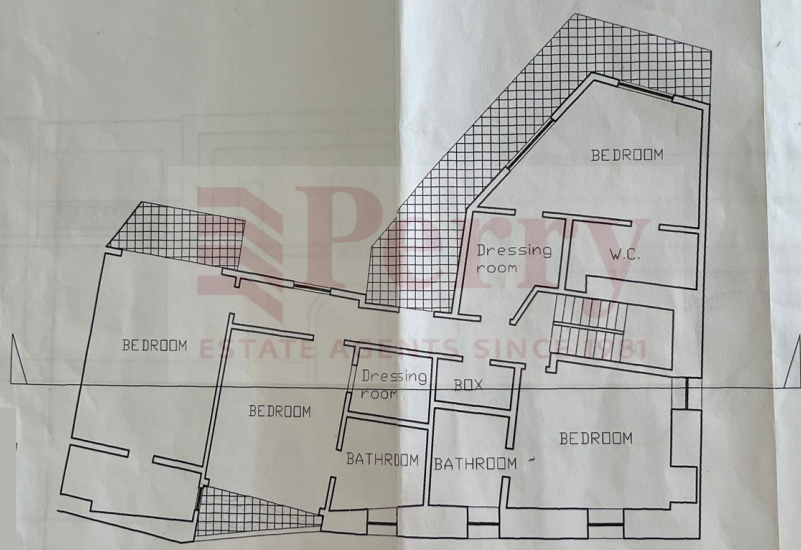 BEDROOM
Dressing
room
W.C.
Perry
ESTATE AGENTS SINCE 1981
BEDROOM
Dressing
room
BOX
BEDROOM
BEDROOM
BATHROOM
BATHROOM